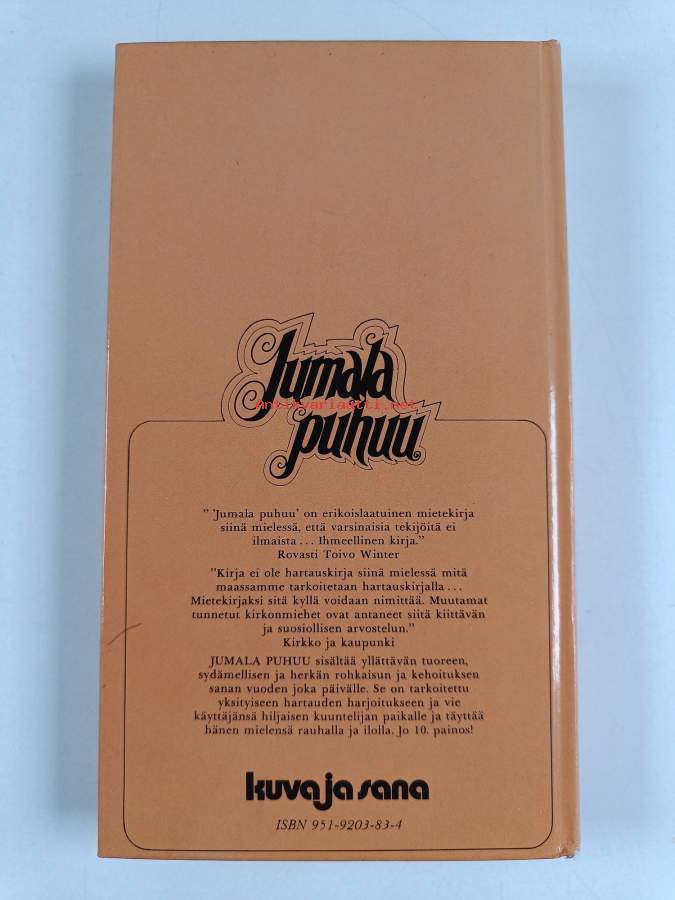 Jumala
antikvariaatti.net
puhuu
" 'Jumala puhuu' on erikoislaatuinen mietekirja
siinä mielessä, että varsinaisia tekijöitä ei
ilmaista ... Ihmeellinen kirja."
Rovasti Toivo Winter
"Kirja ei ole hartauskirja siinä mielessä mitä
maassamme tarkoitetaan hartauskirjalla ...
Mietekirjaksi sitä kyllä voidaan nimittää. Muutamat
tunnetut kirkonmiehet ovat antaneet siitä kiittävän
ja suosiollisen arvostelun."
Kirkko ja kaupunki
JUMALA PUHUU sisältää yllättävän tuoreen,
sydämellisen ja herkän rohkaisun ja kehoituksen
sanan vuoden joka päivälle. Se on tarkoitettu
yksityiseen hartauden harjoitukseen ja vie
käyttäjänsä hiljaisen kuuntelijan paikalle ja täyttää
hänen mielensä rauhalla ja ilolla. Jo 10. painos!
kuva ja sana
ISBN 951-9203-83-4